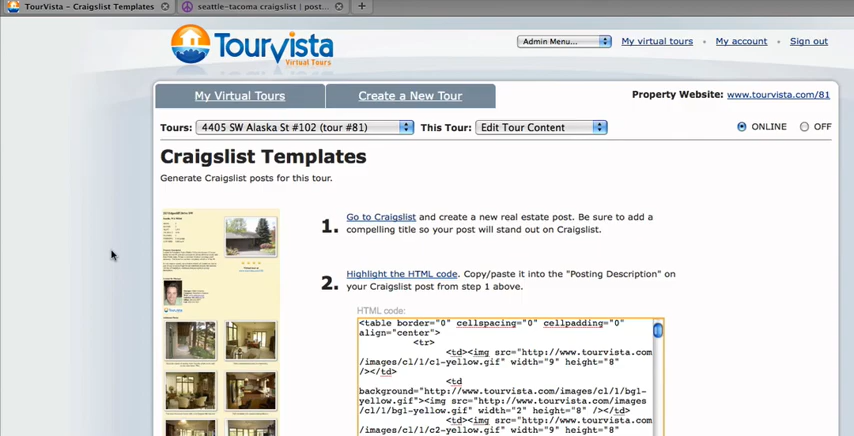 TourVista – Craigslist Templates
seattle-tacoma craigslist | post...
Tourvista
Virtual Tours
Admin Menu...
My virtual tours • My account • Sign out
My Virtual Tours
Create a New Tour
Property Website: www.tourvista.com/81
Tours: 4405 SW Alaska St #102 (tour #81) This Tour: Edit Tour Content ONLINE OFF
Craigslist Templates
Generate Craigslist posts for this tour.
1. Go to Craigslist and create a new real estate post. Be sure to add a
compelling title so your post will stand out on Craigslist.
2. Highlight the HTML code. Copy/paste it into the "Posting Description" on
your Craigslist post from step 1 above.
HTML code:
<table border="0" cellspacing="0" cellpadding="0"
align="center">
<tr>
<td><img src="http://www.tourvista.com
/images/cl/1/c1-yellow.gif" width="9" height="8"
/></td>
<td
background="http://www.tourvista.com/images/cl/1/bg1-
yellow.gif"><img src="http://www.tourvista.com/images
/cl/1/bg1-yellow.gif" width="2" height="8" /></td>
<td><img src="http://www.tourvista.com
/images/cl/1/c2-yellow.gif" width="9" height="8"